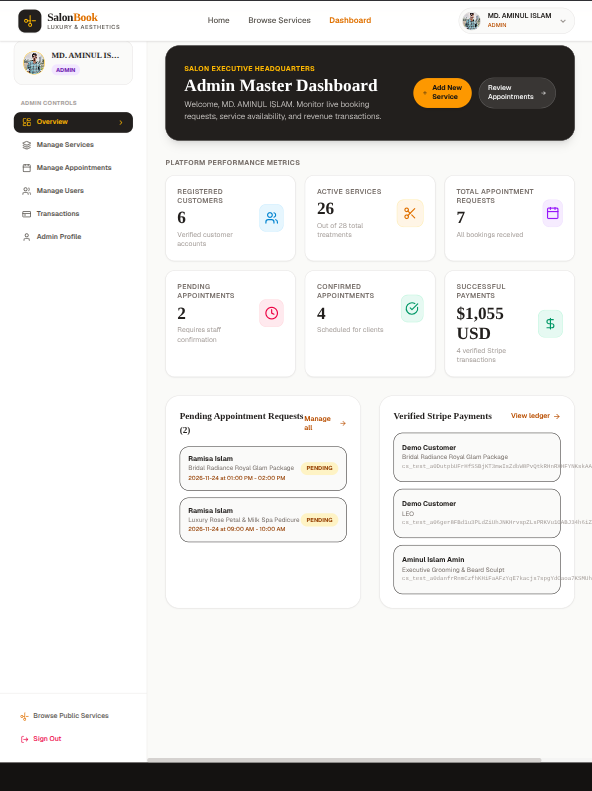 SalonBook
LUXURY & AESTHETICS
Home
Browse Services
Dashboard
MD. AMINUL ISLAM
ADMIN
MD. AMINUL IS...
ADMIN
ADMIN CONTROLS
Overview
Manage Services
Manage Appointments
Manage Users
Transactions
Admin Profile
Browse Public Services
Sign Out
SALON EXECUTIVE HEADQUARTERS
Admin Master Dashboard
Welcome, MD. AMINUL ISLAM. Monitor live booking
requests, service availability, and revenue transactions.
Add New
Service
Review
Appointments
PLATFORM PERFORMANCE METRICS
REGISTERED
CUSTOMERS
6
Verified customer
accounts
ACTIVE SERVICES
26
Out of 28 total
treatments
TOTAL APPOINTMENT
REQUESTS
7
All bookings received
PENDING
APPOINTMENTS
2
Requires staff
confirmation
CONFIRMED
APPOINTMENTS
4
Scheduled for clients
SUCCESSFUL
PAYMENTS
$1,055
USD
4 verified Stripe
transactions
Pending Appointment Requests
(2)
Manage
all
Ramisa Islam
Bridal Radiance Royal Glam Package
2026-11-24 at 01:00 PM - 02:00 PM
PENDING
Ramisa Islam
Luxury Rose Petal & Milk Spa Pedicure
2026-11-24 at 09:00 AM - 10:00 AM
PENDING
Verified Stripe Payments
View ledger
Demo Customer
Bridal Radiance Royal Glam Package
Demo Customer
LEO
Aminul Islam Amin
Executive Grooming & Beard Sculpt